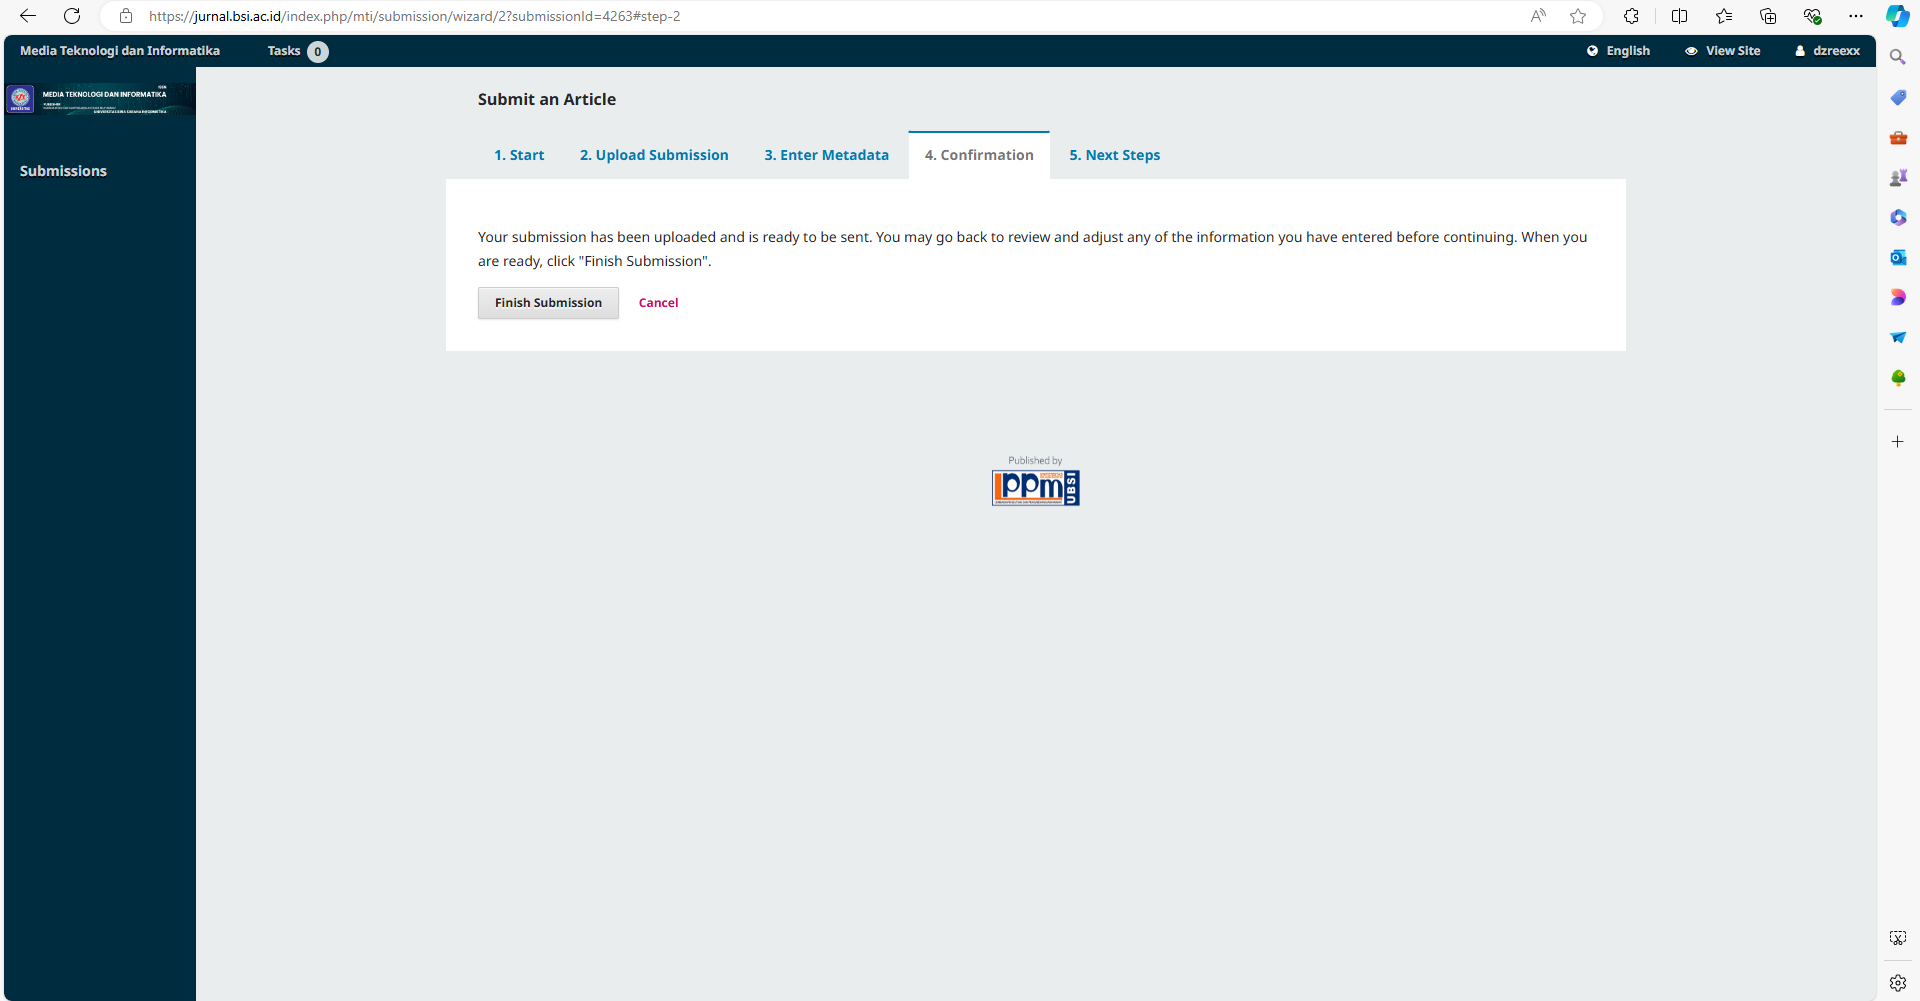 https://jurnal.bsi.ac.id/index.php/mti/submission/wizard/2?submissionId=4263#step-2
Media Teknologi dan Informatika
Tasks 0
English
View Site
dzreexx
MEDIA TEKNOLOGI DAN INFORMATIKA
Submissions
Submit an Article
1. Start
2. Upload Submission
3. Enter Metadata
4. Confirmation
5. Next Steps
Your submission has been uploaded and is ready to be sent. You may go back to review and adjust any of the information you have entered before continuing. When you
are ready, click "Finish Submission".
Finish Submission
Cancel
Published by
lppm
UBSI